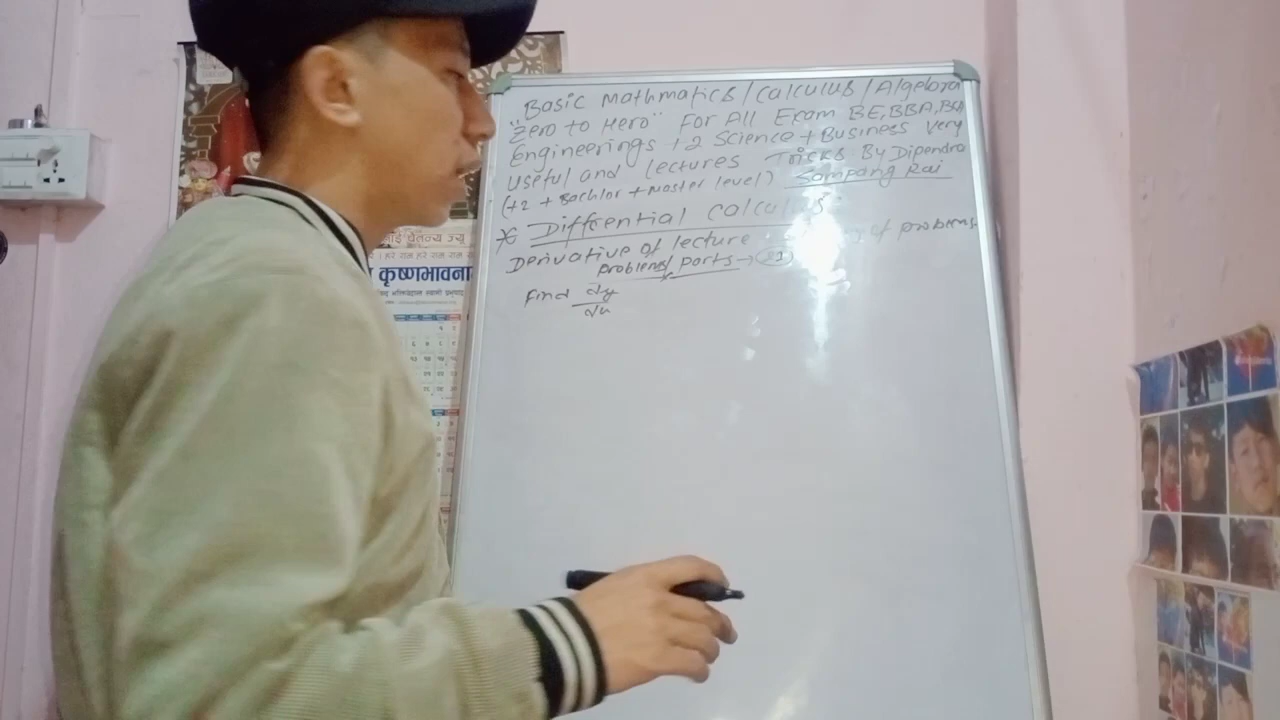 "Basic Mathmatics/calculus/Algebra
Zero to Hero" For All Exam BE, BBA, BCA
Engineerings +2 Science + Business very
useful and lectures Tricks By Dipendra
(+2 + Bachlor + Master level) Sampang Rai
* Diffrential calculus:
Derivative of lecture of problems
problems/ parts →
Find dy
dx
कृष्णभावना